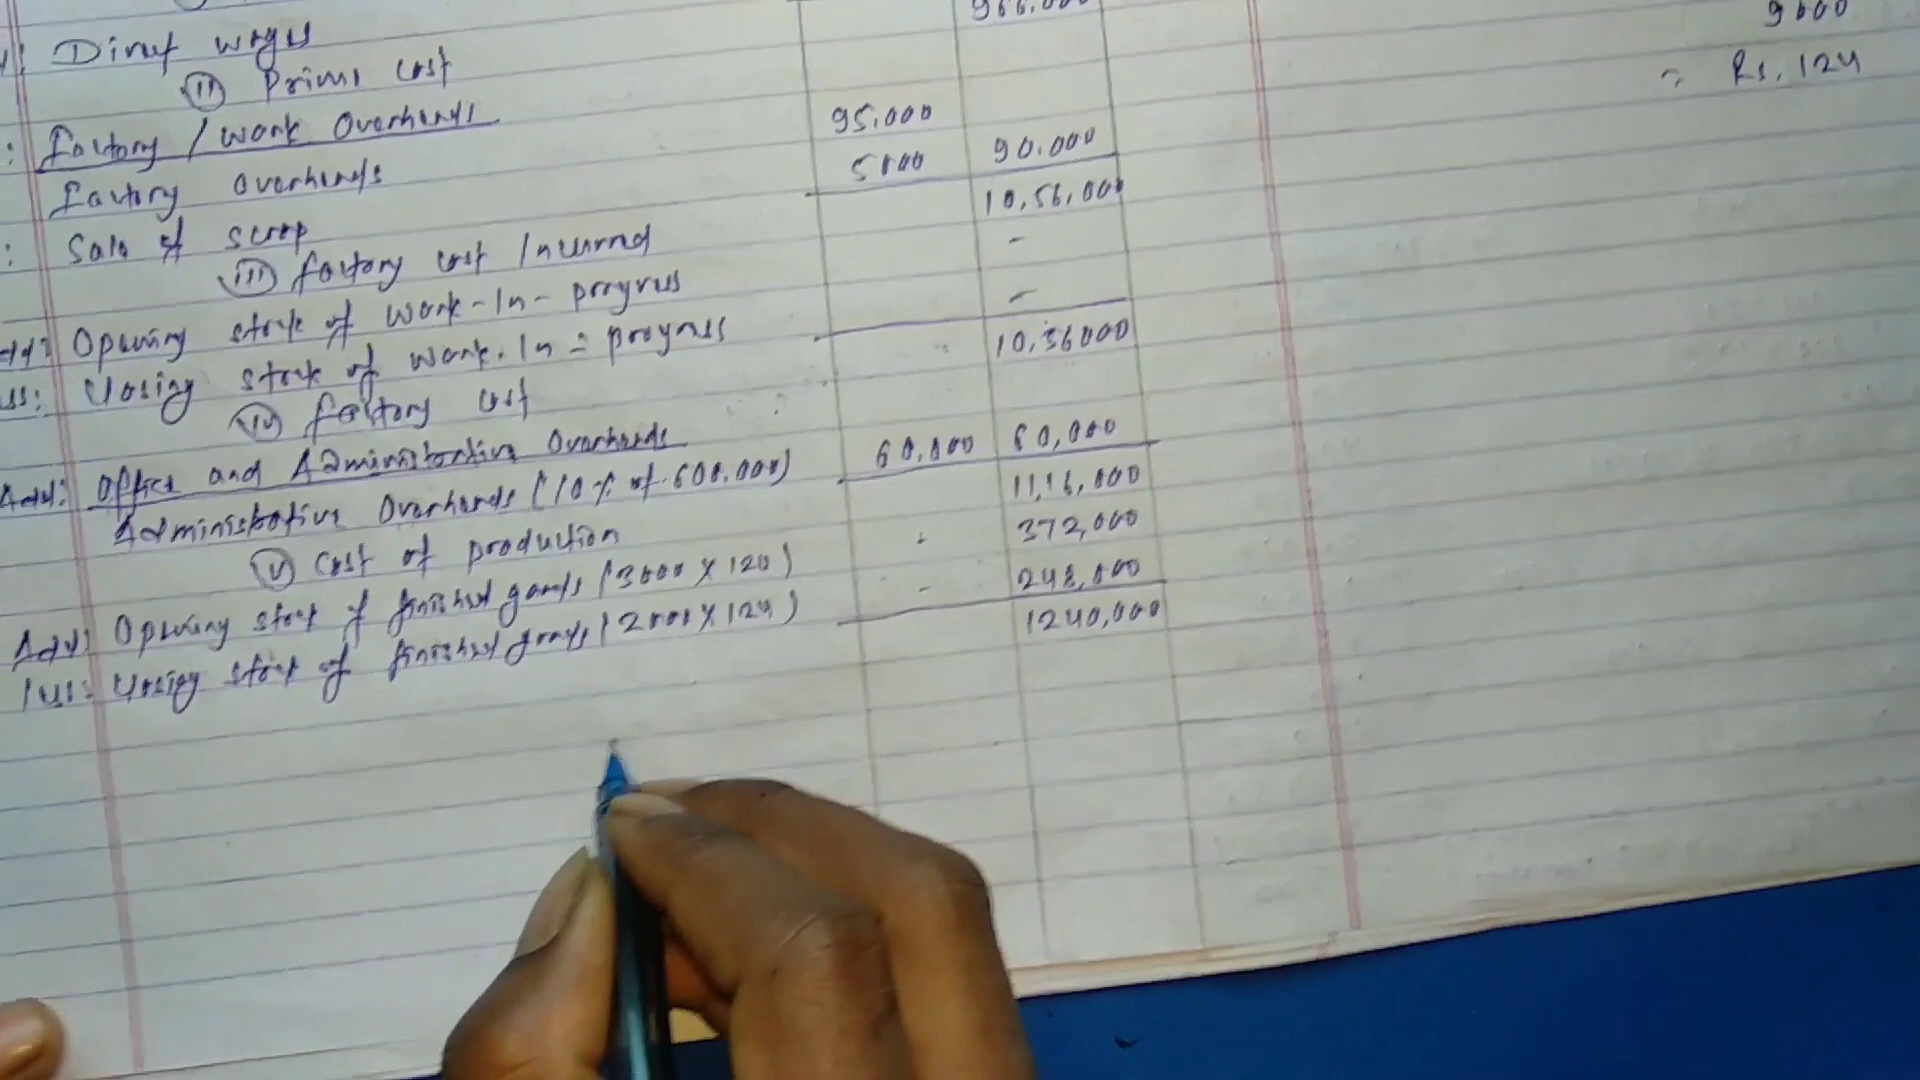 966,000
Direct wages
(ii) Prime cost
Factory / Work Overheads
Factory Overheads 95,000
Sale of scrap 5000 90,000
(iii) Factory cost Incurred 10,56,000
Add: Opening stock of Work-In-progress -
Less: Closing stock of Work-In-progress -
(iv) Factory cost 10,56000
Add: Office and Administrative Overheads
Administrative Overheads (10% of 600,000) 60,000 60,000
(v) Cost of production 11,16,000
Add: Opening stock of finished goods (3000 X 120) - 372,000
Less: Closing stock of finished goods (2000 X 124) - 248,000
1240,000
9000
= Rs. 124